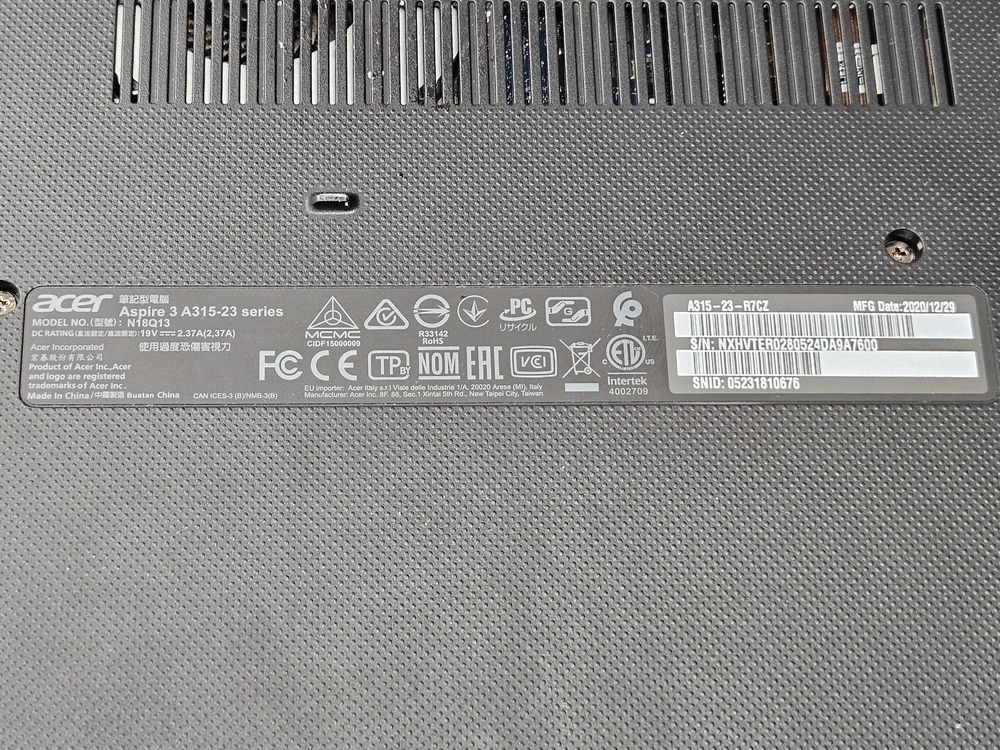 acer 筆記型電腦
Aspire 3 A315-23 series
MODEL NO.(型號): N18Q13
DC RATING(直流額定/直流額定):19V 2.37A(2,37A)
Acer Incorporated 使用過度恐傷害視力
宏碁股份有限公司
Product of Acer Inc.,Acer
and logo are registered
trademarks of Acer Inc.
Made in China/中國製造 Buatan China CAN ICES-3 (B)/NMB-3(B)
MCMC
CIDF15000009
R33142
RoHS
PC
リサイクル
FC CE TP BY NOM EAC VCI
EU importer: Acer Italy s.r.l Viale delle Industrie 1/A, 20020 Arese (MI), Italy
Manufacturer: Acer Inc. 8F. 88, Sec.1 Xintai 5th Rd., New Taipei City, Taiwan
I.T.E.
C ETL US
Intertek
4002709
A315-23-R7CZ MFG Date:2020/12/29
S/N: NXHVTER0280524DA9A7600
SNID: 05231810676